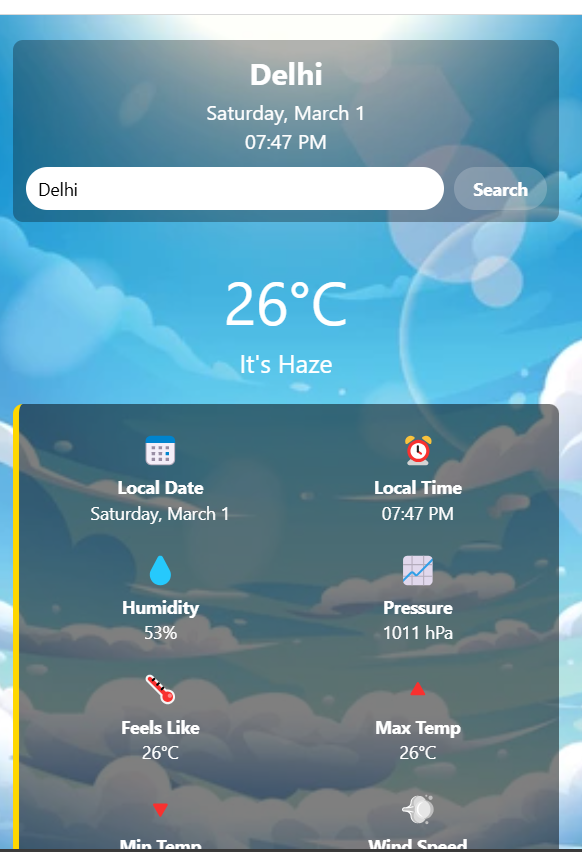 Delhi
Saturday, March 1
07:47 PM
Delhi
Search
26°C
It's Haze
Local Date
Local Time
Saturday, March 1
07:47 PM
Humidity
Pressure
53%
1011 hPa
Feels Like
Max Temp
26°C
26°C
Min Temp
Wind Speed